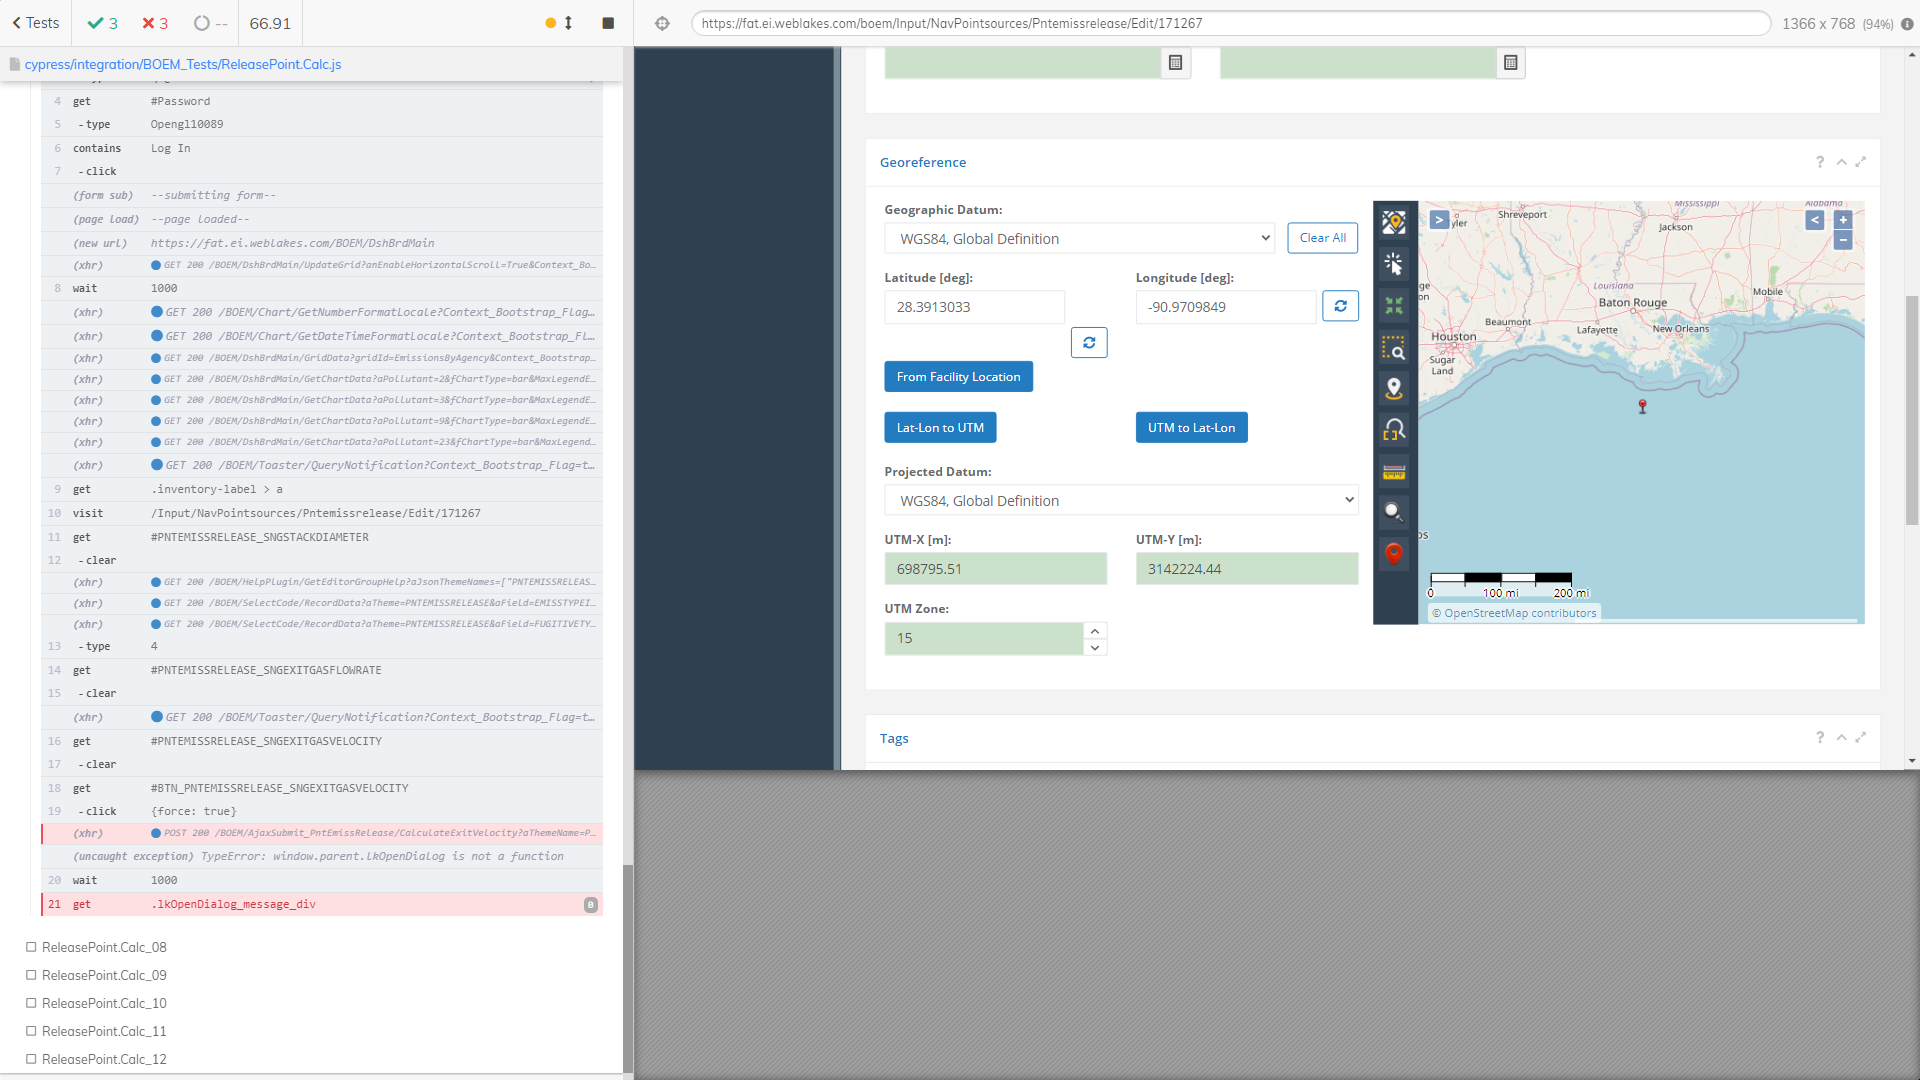 Tests
3
3
--
66.91
https://fat.ei.weblakes.com/boem/Input/NavPointsources/Pntemissrelease/Edit/171267
1366 x 768 (94%)
cypress/integration/BOEM_Tests/ReleasePoint.Calc.js
4 get #Password
5 -type Opengl10089
6 contains Log In
7 -click
(form sub) --submitting form--
(page load) --page loaded--
(new url) https://fat.ei.weblakes.com/BOEM/DshBrdMain
(xhr) GET 200 /BOEM/DshBrdMain/UpdateGrid?anEnableHorizontalScroll=True&Context_Bo...
8 wait 1000
(xhr) GET 200 /BOEM/Chart/GetNumberFormatLocale?Context_Bootstrap_Flag...
(xhr) GET 200 /BOEM/Chart/GetDateTimeFormatLocale?Context_Bootstrap_Fl...
(xhr) GET 200 /BOEM/DshBrdMain/GridData?gridId=EmissionsByAgency&Context_Bootstrap...
(xhr) GET 200 /BOEM/DshBrdMain/GetChartData?aPollutant=2&fChartType=bar&MaxLegendE...
(xhr) GET 200 /BOEM/DshBrdMain/GetChartData?aPollutant=3&fChartType=bar&MaxLegendE...
(xhr) GET 200 /BOEM/DshBrdMain/GetChartData?aPollutant=9&fChartType=bar&MaxLegendE...
(xhr) GET 200 /BOEM/DshBrdMain/GetChartData?aPollutant=23&fChartType=bar&MaxLegend...
(xhr) GET 200 /BOEM/Toaster/QueryNotification?Context_Bootstrap_Flag=t...
9 get .inventory-label > a
10 visit /Input/NavPointsources/Pntemissrelease/Edit/171267
11 get #PNTEMISSRELEASE_SNGSTACKDIAMETER
12 -clear
(xhr) GET 200 /BOEM/HelpPlugin/GetEditorGroupHelp?aJsonThemeNames=["PNTEMISSRELEAS...
(xhr) GET 200 /BOEM/SelectCode/RecordData?aTheme=PNTEMISSRELEASE&aField=EMISSTYPEI...
(xhr) GET 200 /BOEM/SelectCode/RecordData?aTheme=PNTEMISSRELEASE&aField=FUGITIVETY...
13 -type 4
14 get #PNTEMISSRELEASE_SNGEXITGASFLOWRATE
15 -clear
(xhr) GET 200 /BOEM/Toaster/QueryNotification?Context_Bootstrap_Flag=t...
16 get #PNTEMISSRELEASE_SNGEXITGASVELOCITY
17 -clear
18 get #BTN_PNTEMISSRELEASE_SNGEXITGASVELOCITY
19 -click {force: true}
(xhr) POST 200 /BOEM/AjaxSubmit_PntEmissRelease/CalculateExitVelocity?aThemeName=P...
(uncaught exception) TypeError: window.parent.lkOpenDialog is not a function
20 wait 1000
21 get .lkOpenDialog_message_div 0
ReleasePoint.Calc_08
ReleasePoint.Calc_09
ReleasePoint.Calc_10
ReleasePoint.Calc_11
ReleasePoint.Calc_12
Georeference
Geographic Datum:
WGS84, Global Definition
Clear All
Latitude [deg]:
Longitude [deg]:
28.3913033
-90.9709849
From Facility Location
Lat-Lon to UTM
UTM to Lat-Lon
Projected Datum:
WGS84, Global Definition
UTM-X [m]:
UTM-Y [m]:
698795.51
3142224.44
UTM Zone:
15
Mississippi
Alabama
Shreveport
yler
Jackson
Louisiana
Mobile
Baton Rouge
Beaumont
Lafayette
New Orleans
Houston
Sugar
Land
0 100 mi 200 mi
© OpenStreetMap contributors
Tags